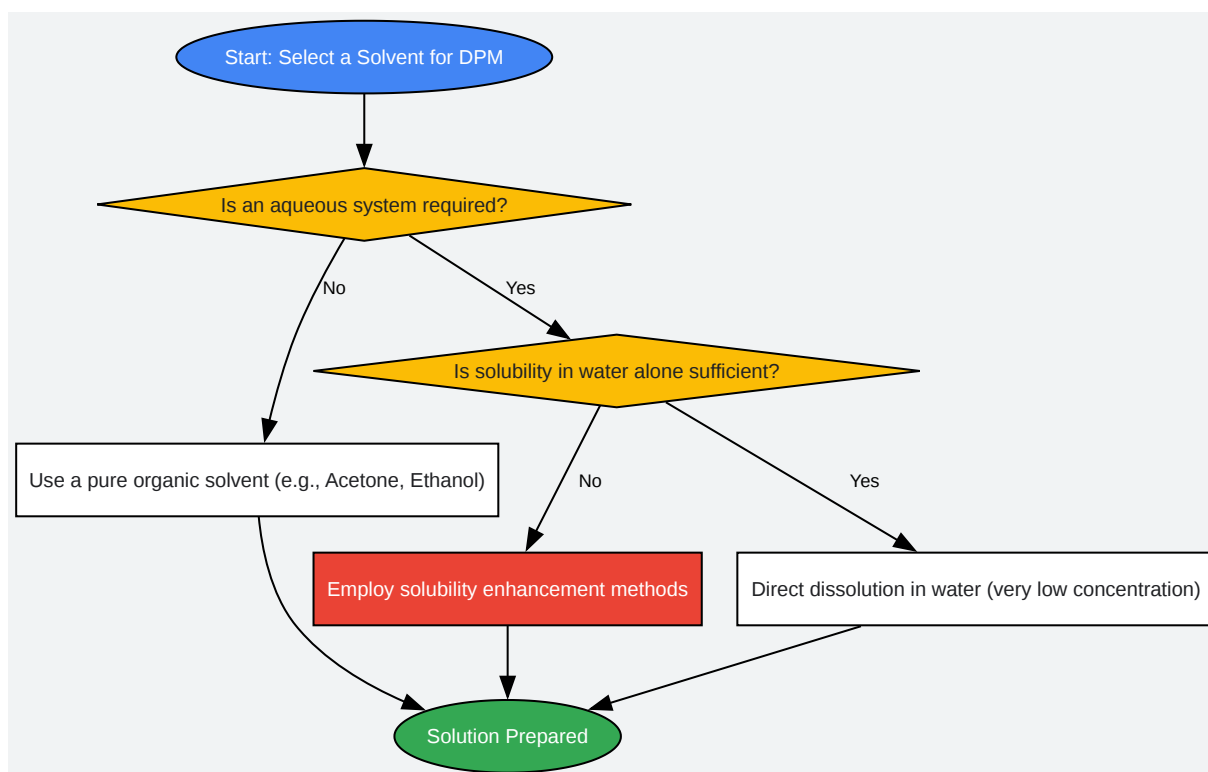 Start: Select a Solvent for DPM
Is an aqueous system required?
No
Yes
Is solubility in water alone sufficient?
Use a pure organic solvent (e.g., Acetone, Ethanol)
No
Yes
Employ solubility enhancement methods
Direct dissolution in water (very low concentration)
Solution Prepared